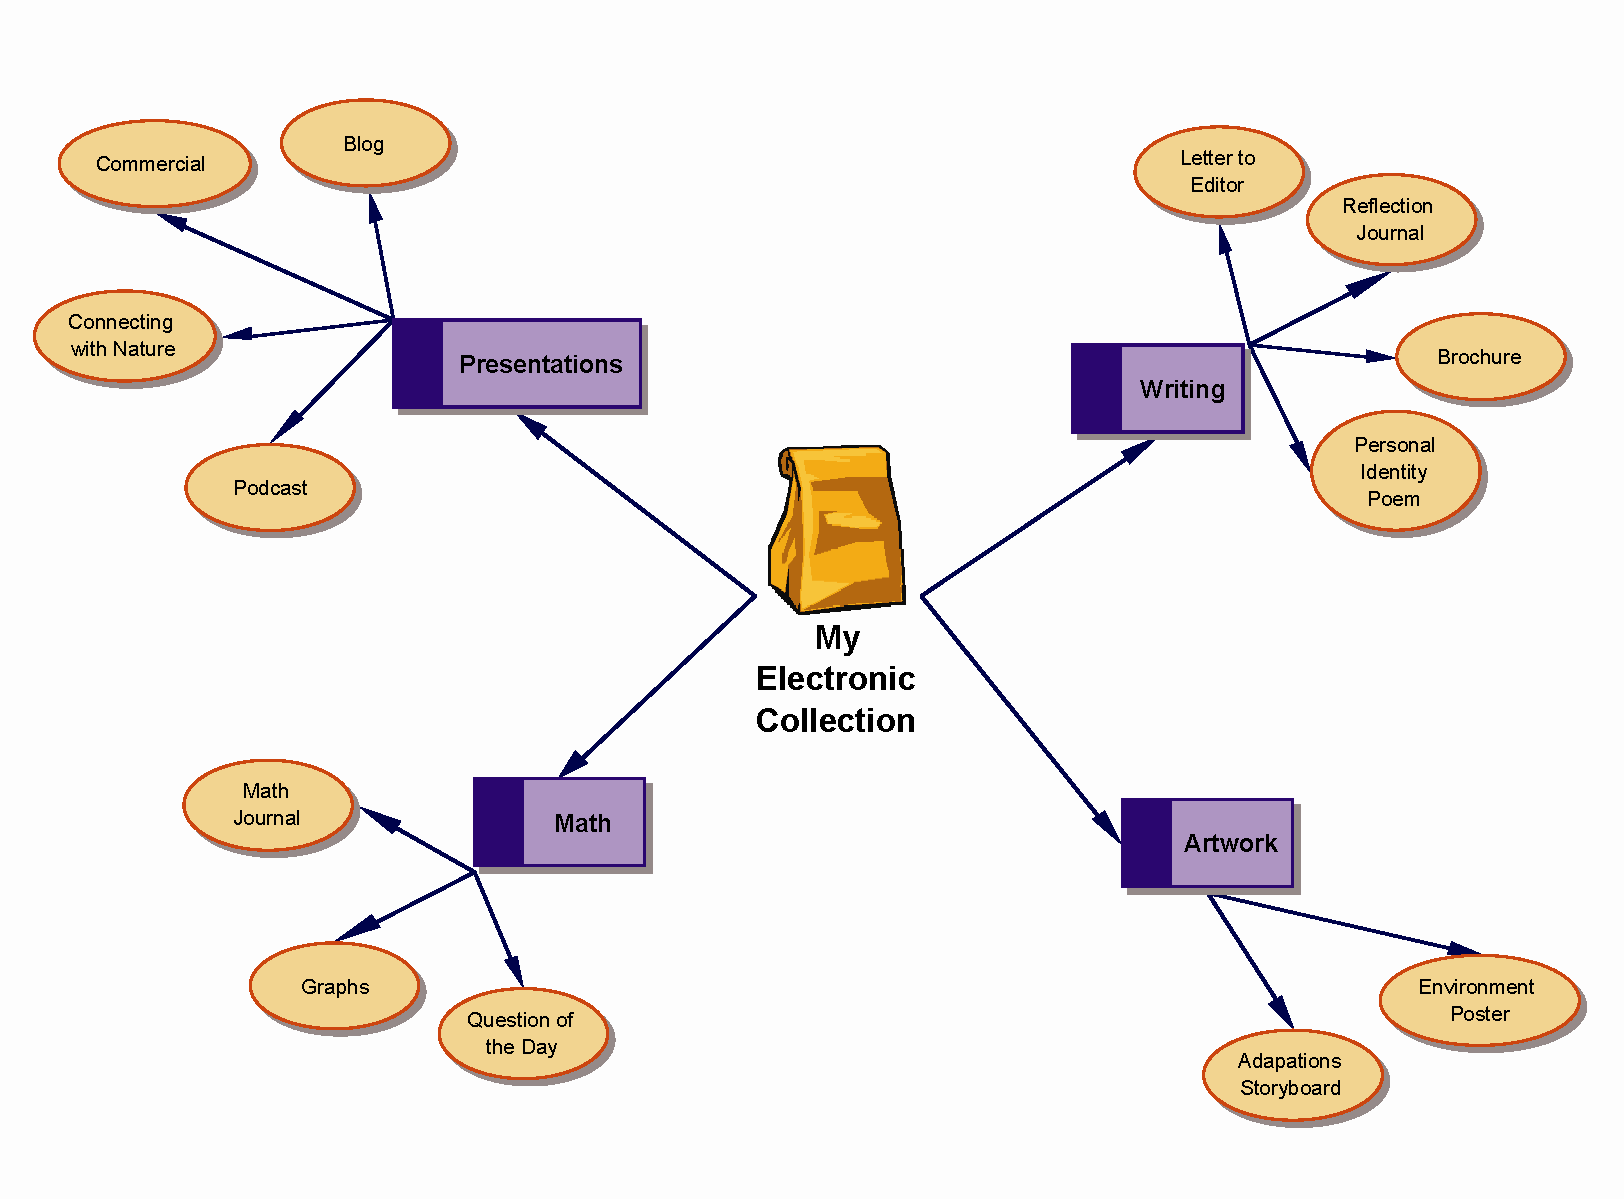 Commercial
Blog
Connecting
with Nature
Podcast
Presentations
Letter to
Editor
Reflection
Journal
Brochure
Personal
Identity
Poem
Writing
My
Electronic
Collection
Math
Journal
Graphs
Question of
the Day
Math
Artwork
Environment
Poster
Adapations
Storyboard